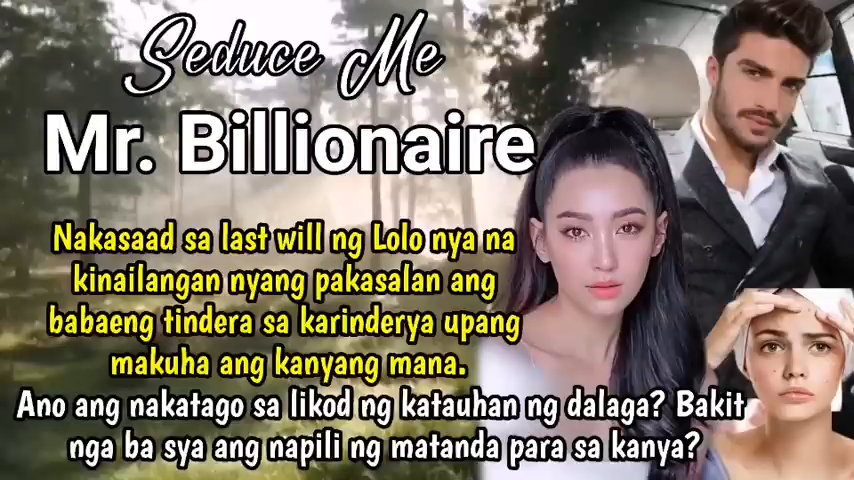 Seduce Me
Mr. Billionaire
Nakasaad sa last will ng Lolo nya na
kinailangan nyang pakasalan ang
babaeng tindera sa karinderya upang
makuha ang kanyang mana.
Ano ang nakatago sa likod ng katauhan ng dalaga? Bakit
nga ba sya ang napili ng matanda para sa kanya?